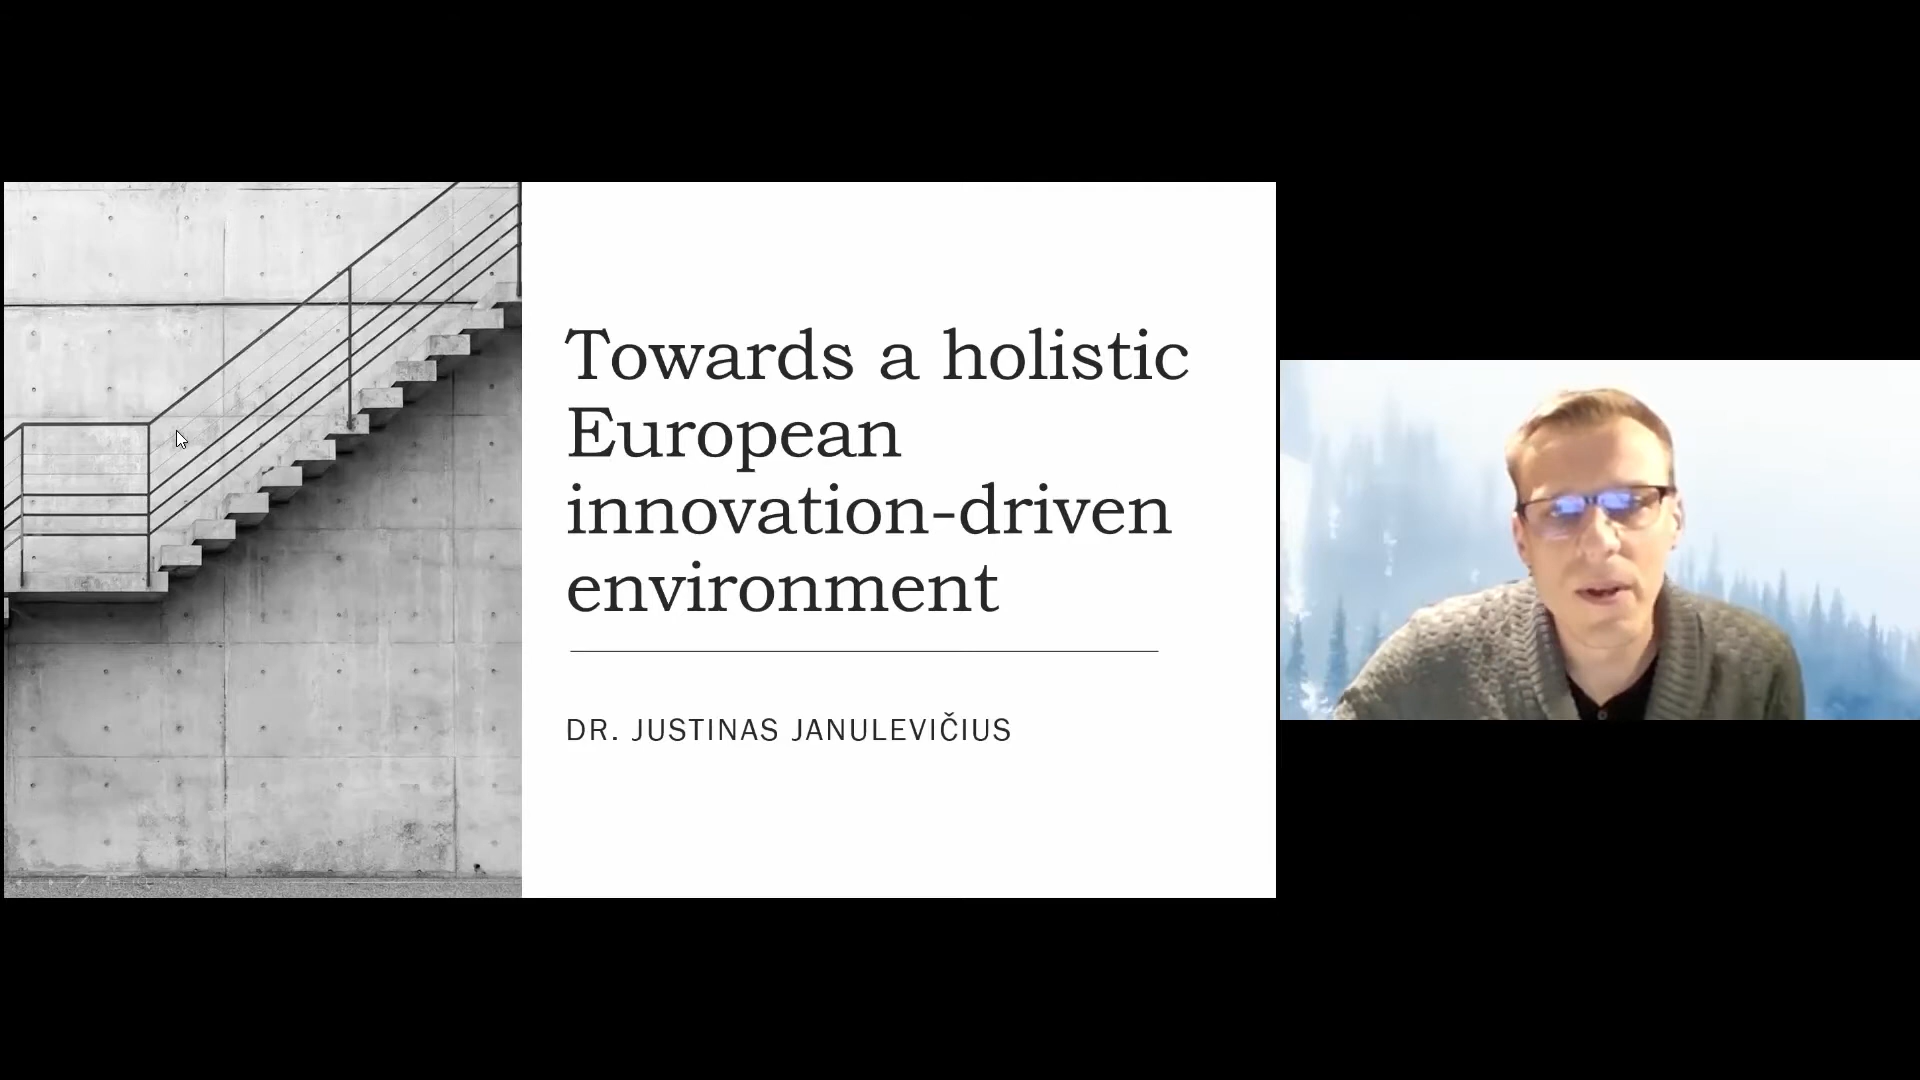 Towards a holistic
European
innovation-driven
environment
DR. JUSTINAS JANULEVIČIUS